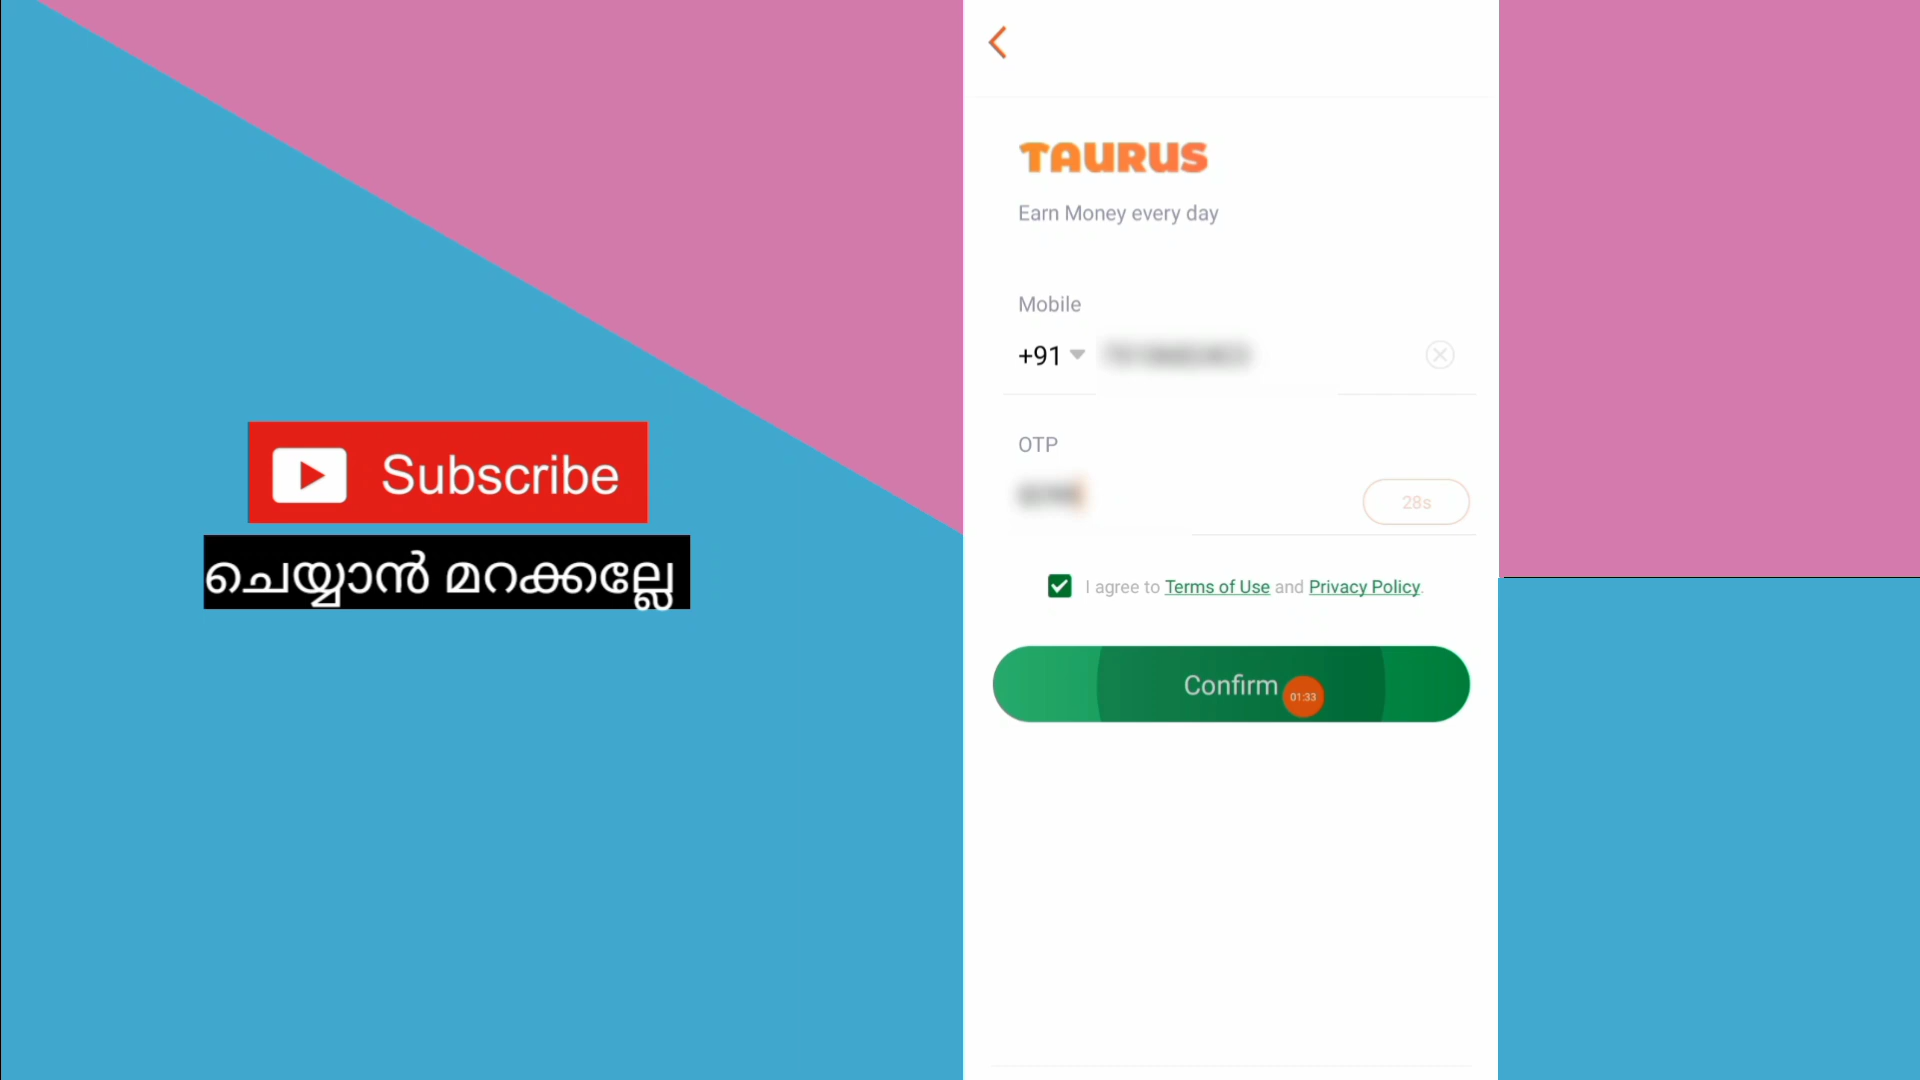 Subscribe
ചെയ്യാൻ മറക്കല്ലേ
TAURUS
Earn Money every day
Mobile
+91
OTP
28s
I agree to Terms of Use and Privacy Policy.
Confirm
01:33